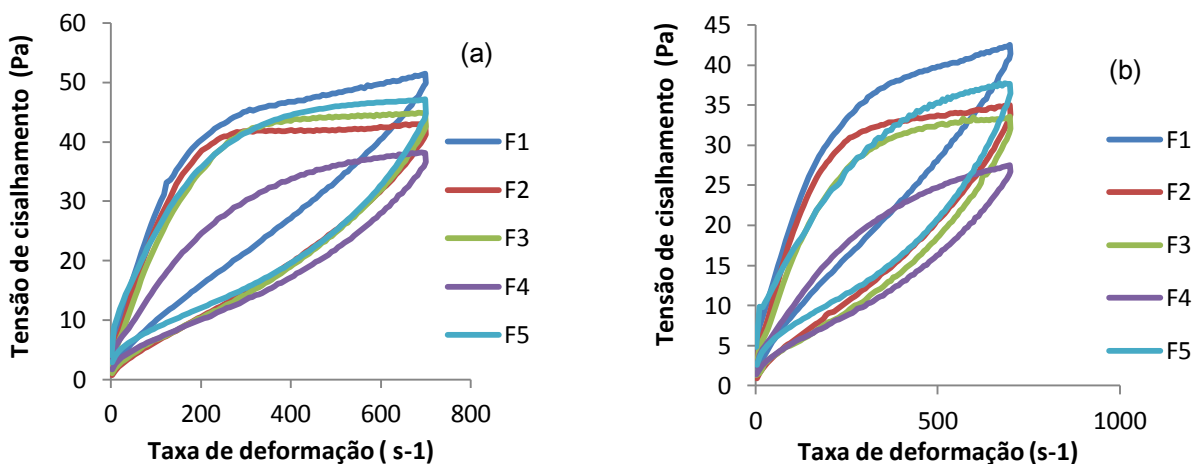 Tensão de cisalhamento (Pa)
60
50
40
30
20
10
0
0 200 400 600 800
Taxa de deformação ( s-1)
(a)
F1
F2
F3
F4
F5
Tensão de cisalhamento (Pa)
45
40
35
30
25
20
15
10
5
0
0 500 1000
Taxa de deformação (s-1)
(b)
F1
F2
F3
F4
F5